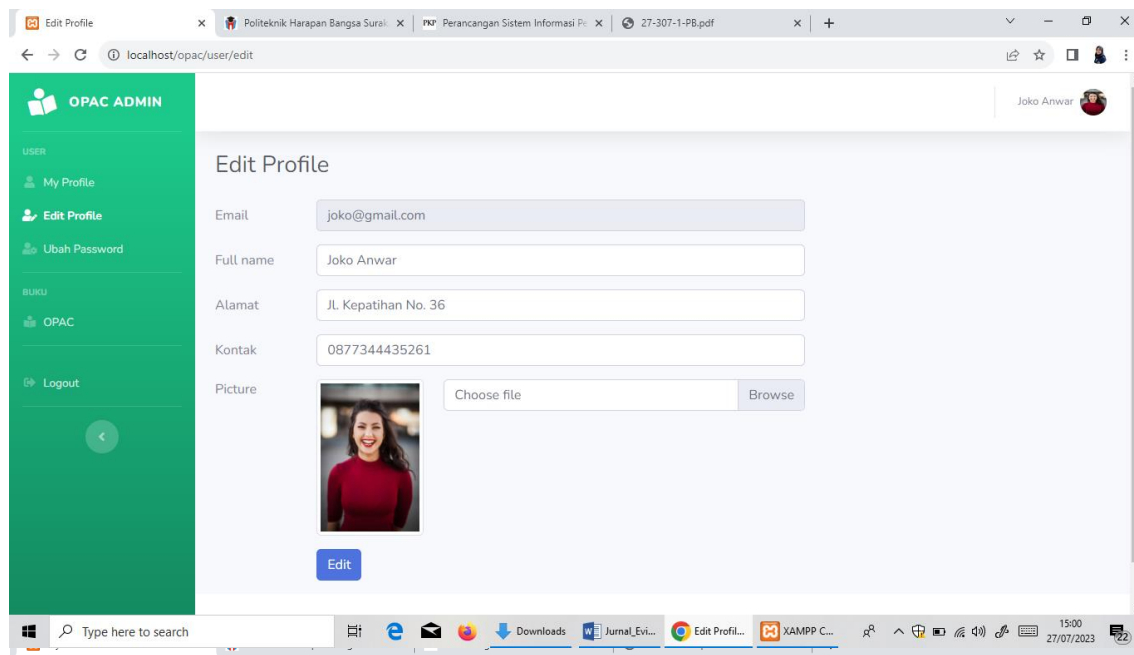 Edit Profile
Politeknik Harapan Bangsa Surak
PKP Perancangan Sistem Informasi Pe
27-307-1-PB.pdf
localhost/opac/user/edit
OPAC ADMIN
Joko Anwar
USER
My Profile
Edit Profile
Ubah Password
BUKU
OPAC
Logout
Edit Profile
Email joko@gmail.com
Full name Joko Anwar
Alamat Jl. Kepatihan No. 36
Kontak 0877344435261
Picture Choose file Browse
Edit
Type here to search
Downloads
Jurnal_Evi...
Edit Profil...
XAMPP C...
15:00
27/07/2023
22